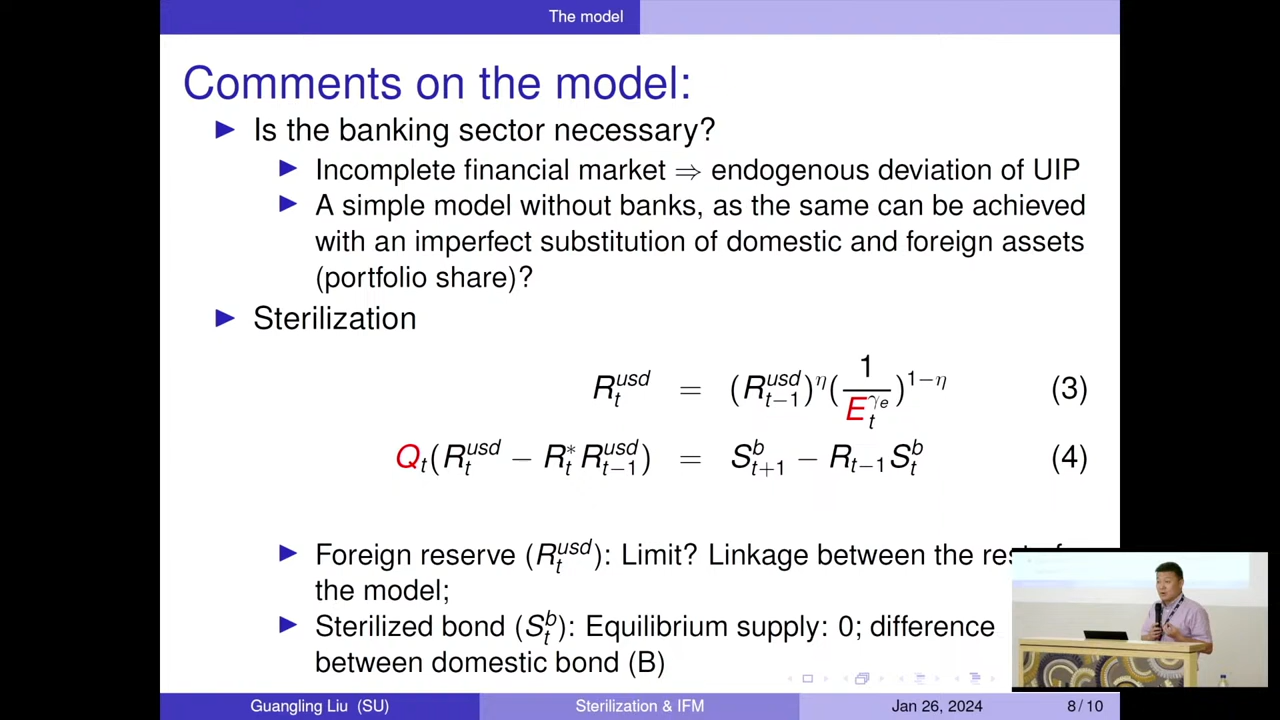 The model
Comments on the model:
▶ Is the banking sector necessary?
▶ Incomplete financial market ⇒ endogenous deviation of UIP
▶ A simple model without banks, as the same can be achieved
with an imperfect substitution of domestic and foreign assets
(portfolio share)?
▶ Sterilization
R_t^{usd} = (R_{t-1}^{usd})^η (\frac{1}{E_t^{γ_e}})^{1-η} (3)
Q_t(R_t^{usd} − R_t^* R_{t-1}^{usd}) = S_{t+1}^b − R_{t-1}S_t^b (4)
▶ Foreign reserve (R_t^{usd}): Limit? Linkage between the rest
the model;
▶ Sterilized bond (S_t^b): Equilibrium supply: 0; difference
between domestic bond (B)
Guangling Liu (SU) Sterilization & IFM Jan 26, 2024 8 / 10